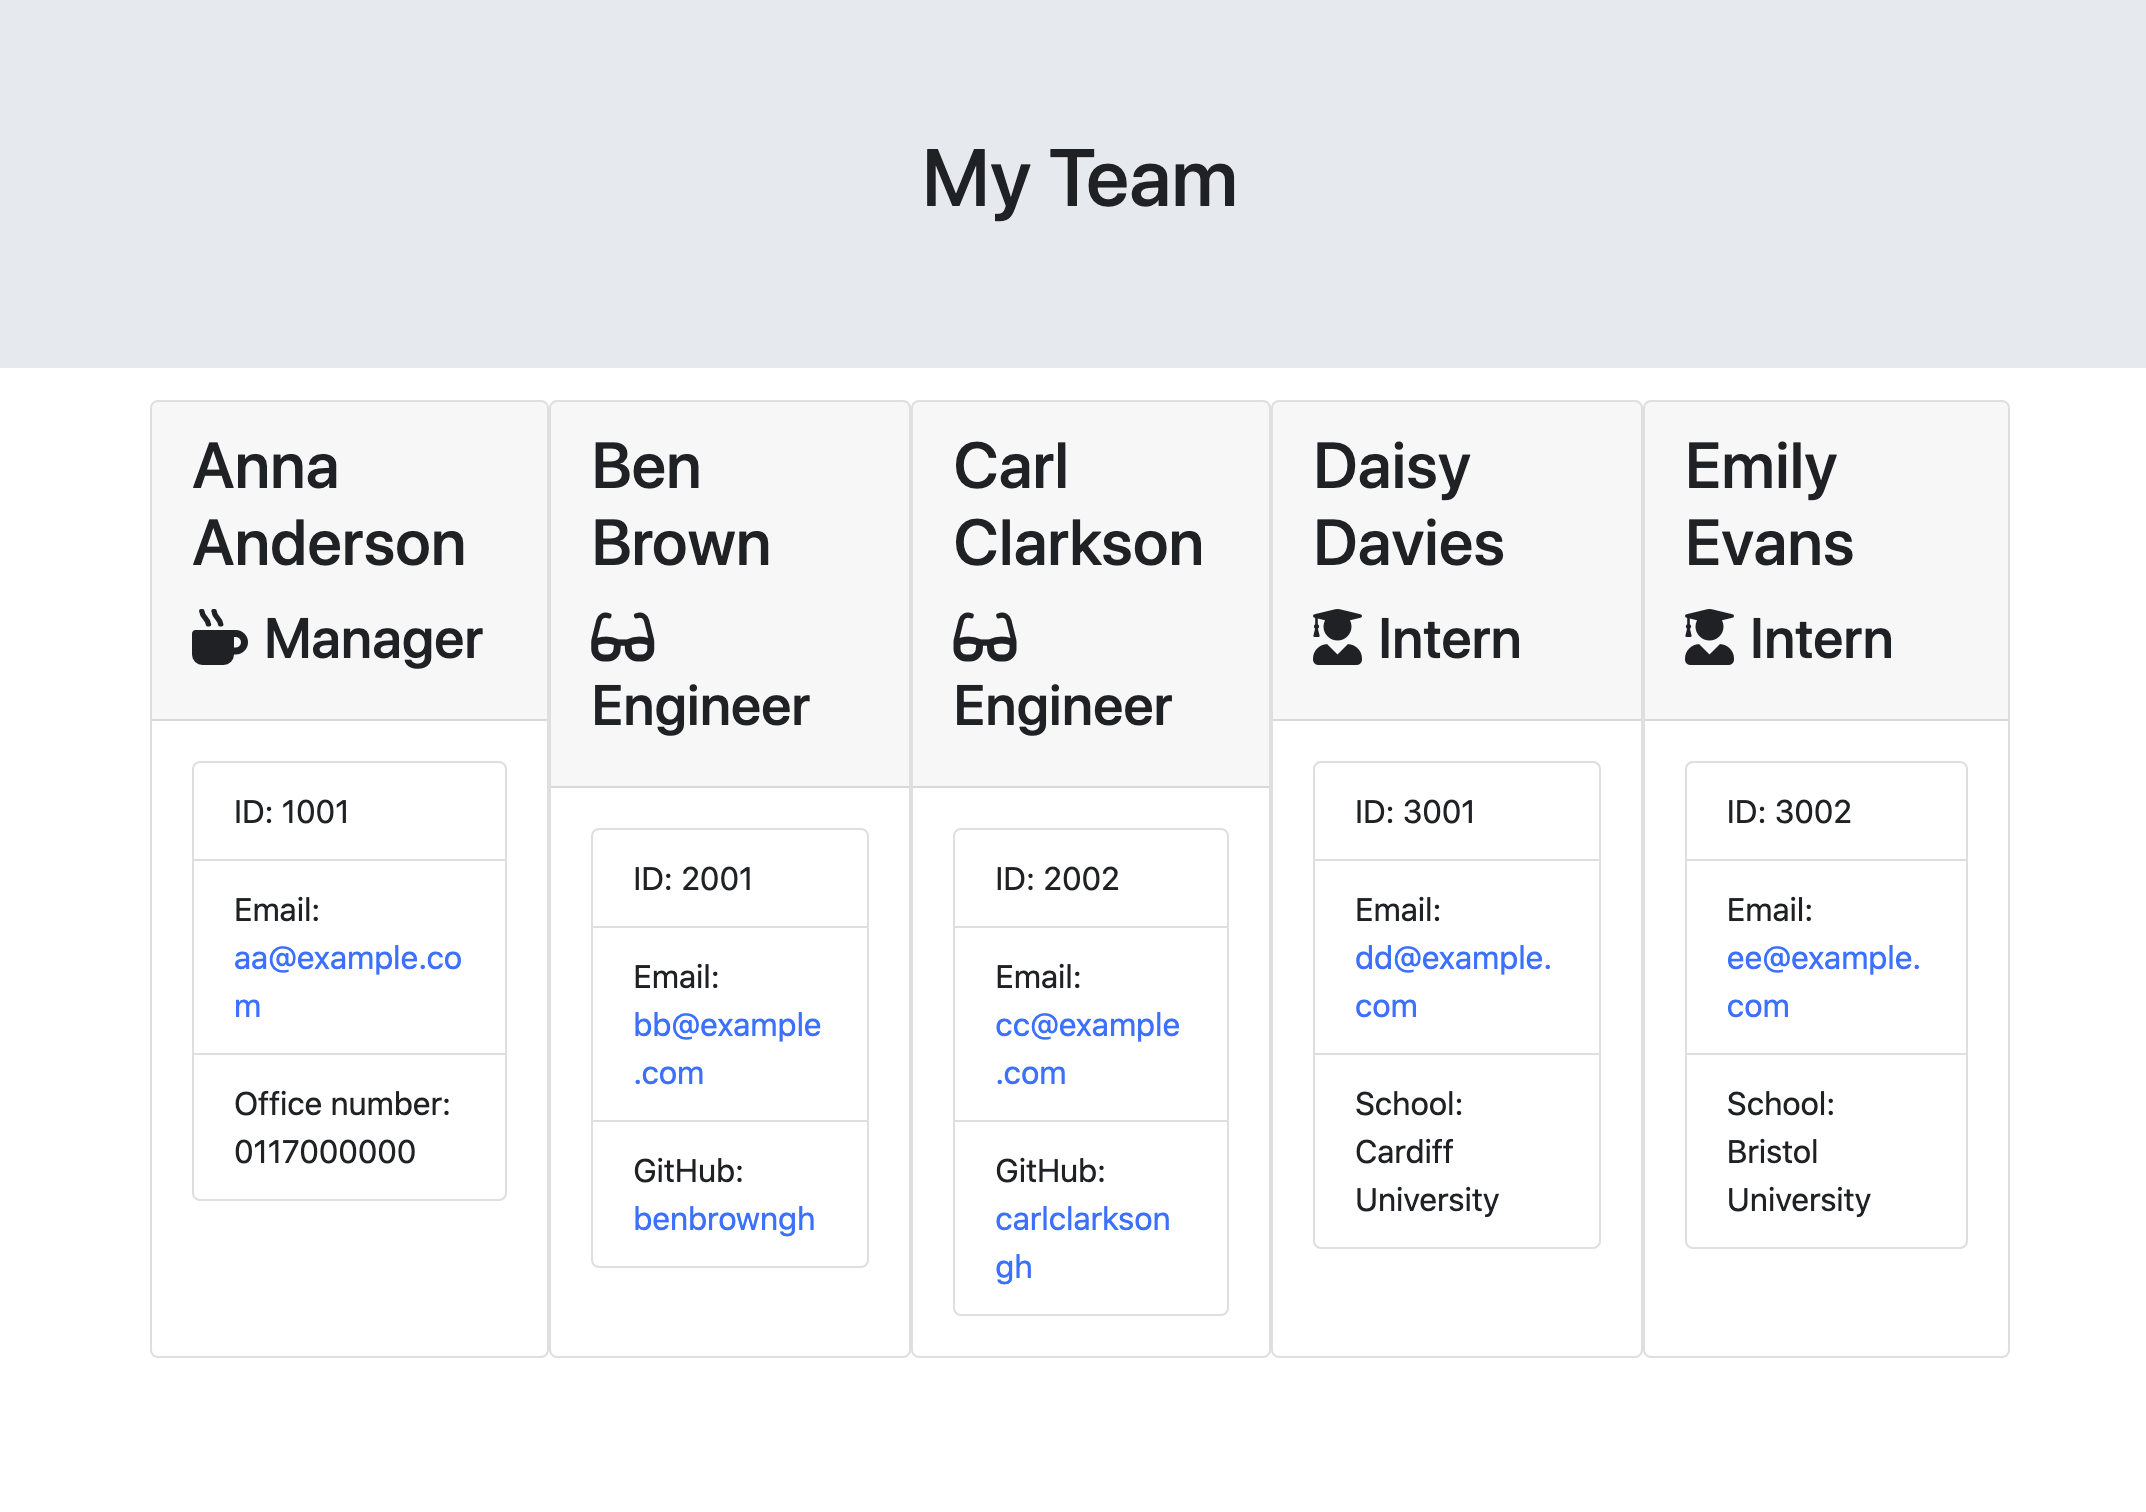 My Team
Anna
Anderson
Manager
ID: 1001
Email:
aa@example.co
m
Office number:
0117000000
Ben
Brown
Engineer
ID: 2001
Email:
bb@example
.com
GitHub:
benbrowngh
Carl
Clarkson
Engineer
ID: 2002
Email:
cc@example
.com
GitHub:
carlclarkson
gh
Daisy
Davies
Intern
ID: 3001
Email:
dd@example.
com
School:
Cardiff
University
Emily
Evans
Intern
ID: 3002
Email:
ee@example.
com
School:
Bristol
University